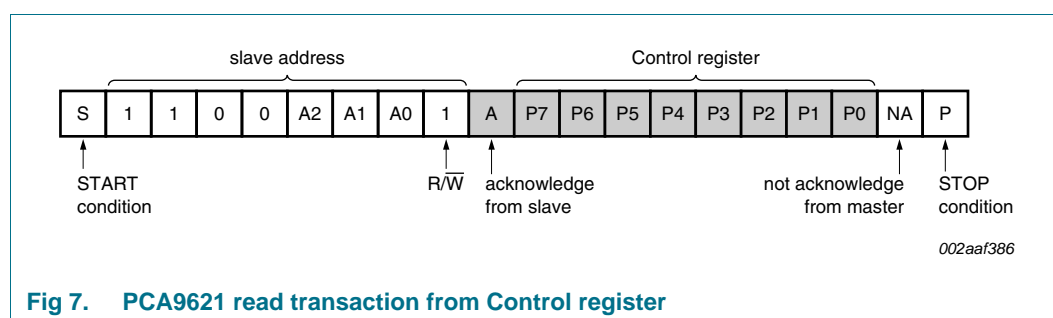 slave address Control register
S 1 1 0 0 A2 A1 A0 1 A P7 P6 P5 P4 P3 P2 P1 P0 NA P
START condition
R/W̅
acknowledge from slave
not acknowledge from master
STOP condition
002aaf386
Fig 7. PCA9621 read transaction from Control register